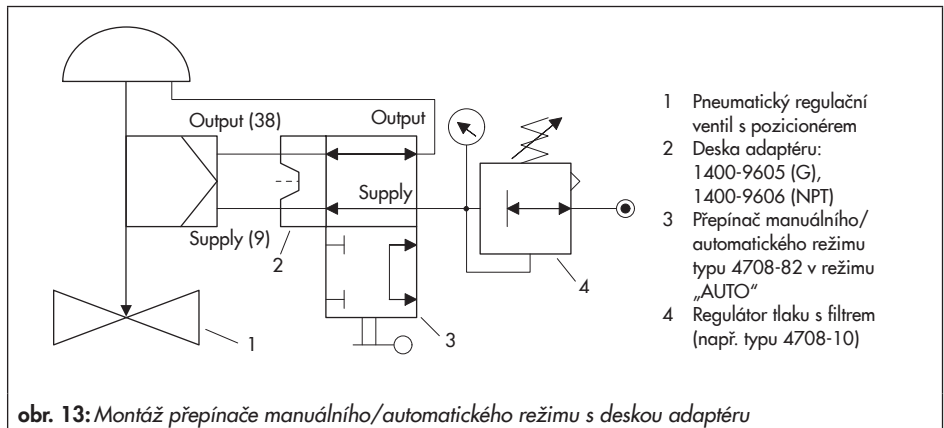 Output (38)
Output
Supply
Supply (9)
2
1
3
4
1 Pneumatický regulační
ventil s pozicionérem
2 Deska adaptéru:
1400-9605 (G),
1400-9606 (NPT)
3 Přepínač manuálního/
automatického režimu
typu 4708-82 v režimu
„AUTO“
4 Regulátor tlaku s filtrem
(např. typu 4708-10)
obr. 13: Montáž přepínače manuálního/automatického režimu s deskou adaptéru